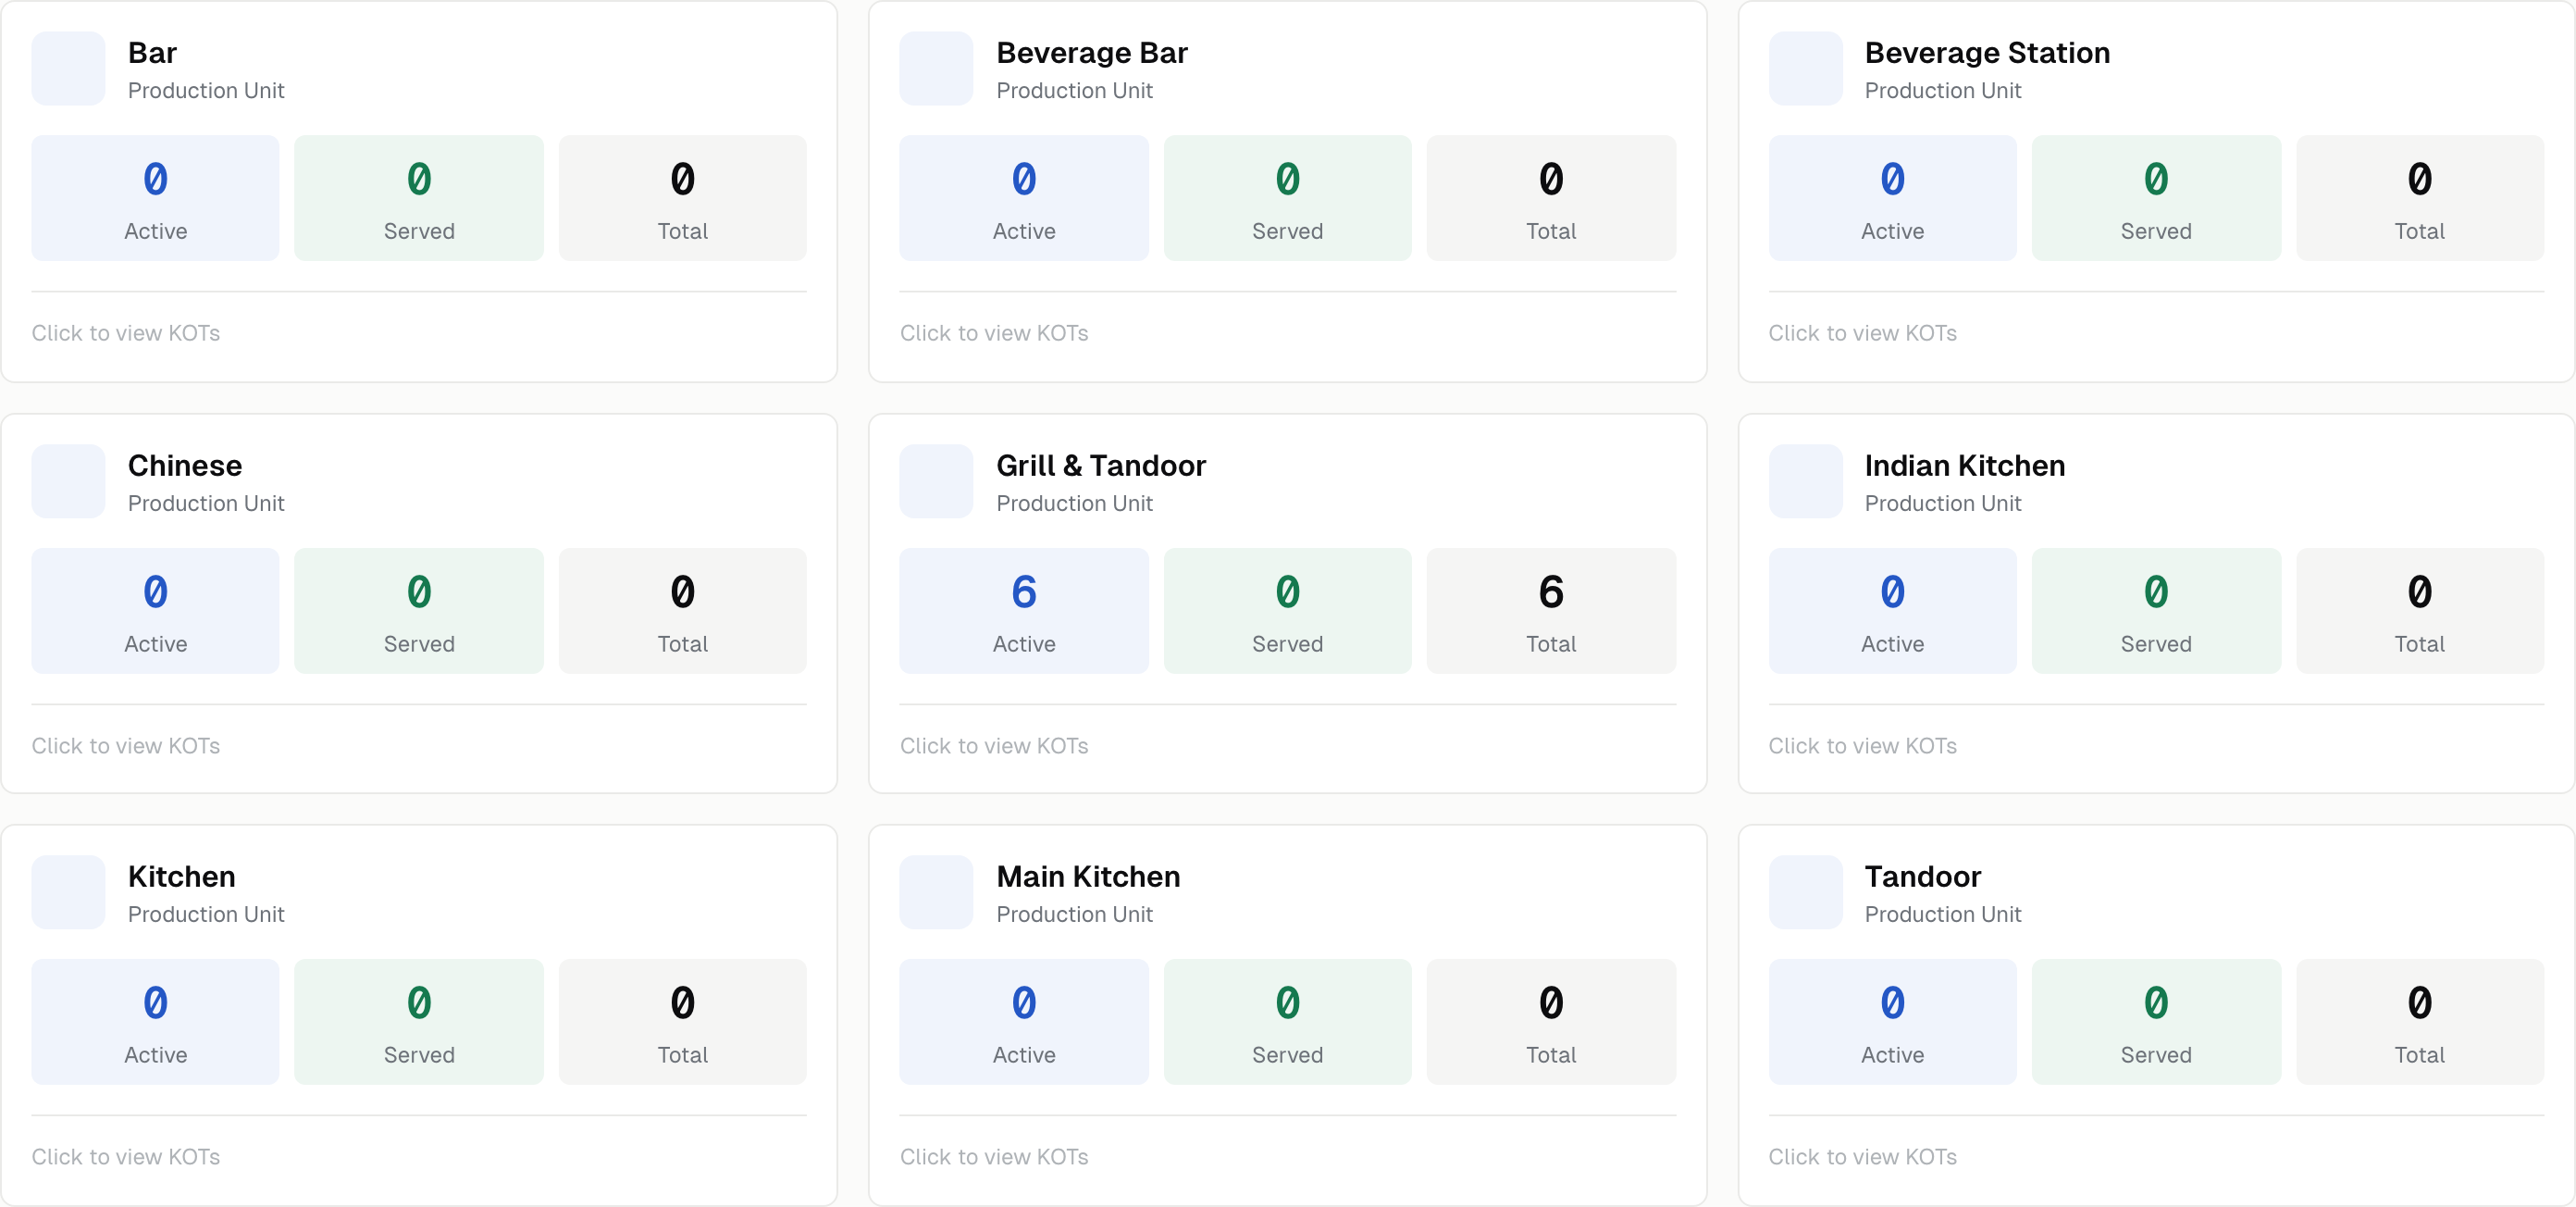 Bar
Production Unit
0 0 0
Active Served Total
Click to view KOTs
Beverage Bar
Production Unit
0 0 0
Active Served Total
Click to view KOTs
Beverage Station
Production Unit
0 0 0
Active Served Total
Click to view KOTs
Chinese
Production Unit
0 0 0
Active Served Total
Click to view KOTs
Grill & Tandoor
Production Unit
6 0 6
Active Served Total
Click to view KOTs
Indian Kitchen
Production Unit
0 0 0
Active Served Total
Click to view KOTs
Kitchen
Production Unit
0 0 0
Active Served Total
Click to view KOTs
Main Kitchen
Production Unit
0 0 0
Active Served Total
Click to view KOTs
Tandoor
Production Unit
0 0 0
Active Served Total
Click to view KOTs